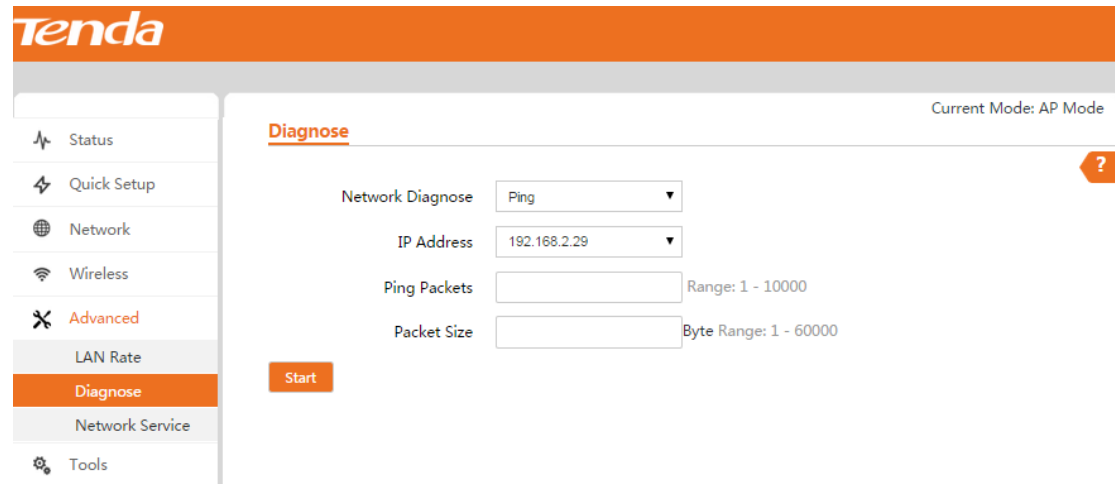 Tenda
Current Mode: AP Mode
Status
Quick Setup
Network
Wireless
Advanced
LAN Rate
Diagnose
Network Service
Tools
Diagnose
?
Network Diagnose Ping
IP Address 192.168.2.29
Ping Packets Range: 1 - 10000
Packet Size Byte Range: 1 - 60000
Start